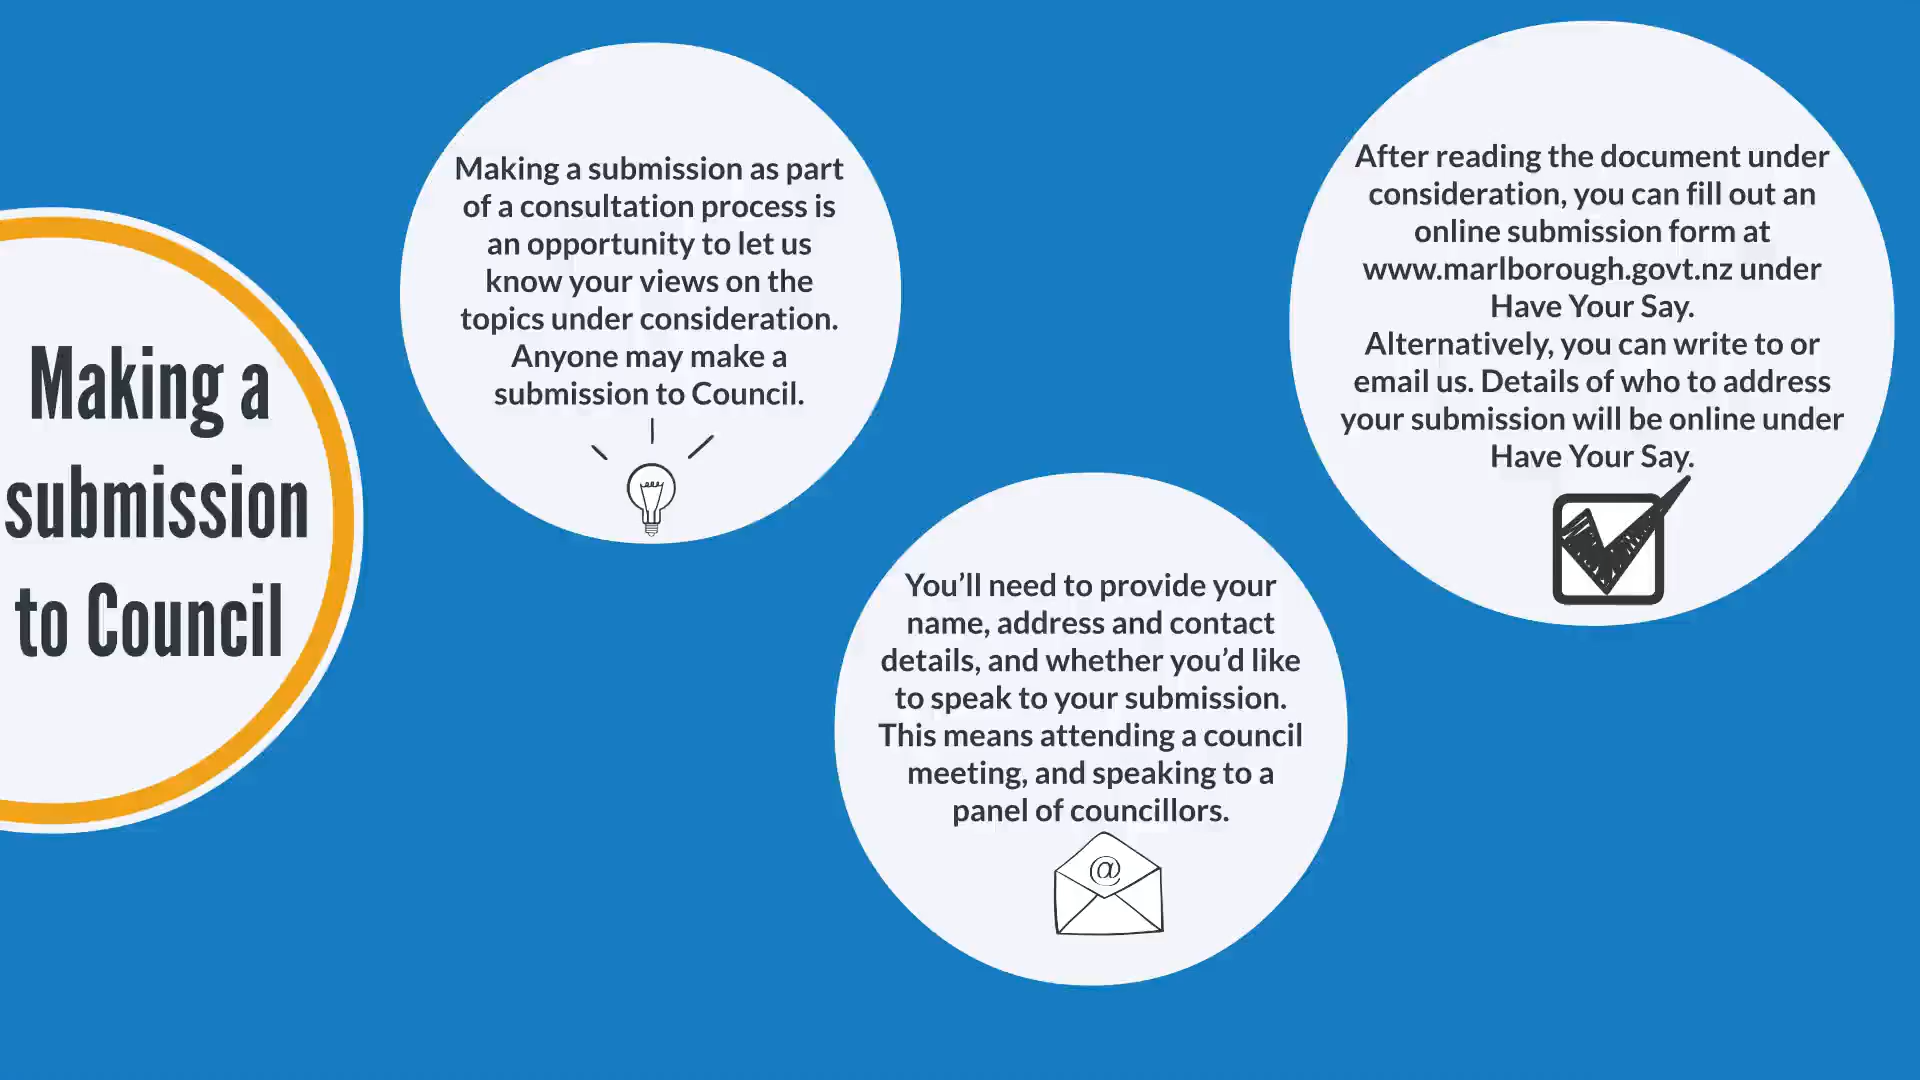 Making a
submission
to Council
Making a submission as part
of a consultation process is
an opportunity to let us
know your views on the
topics under consideration.
Anyone may make a
submission to Council.
You’ll need to provide your
name, address and contact
details, and whether you’d like
to speak to your submission.
This means attending a council
meeting, and speaking to a
panel of councillors.
@
After reading the document under
consideration, you can fill out an
online submission form at
www.marlborough.govt.nz under
Have Your Say.
Alternatively, you can write to or
email us. Details of who to address
your submission will be online under
Have Your Say.